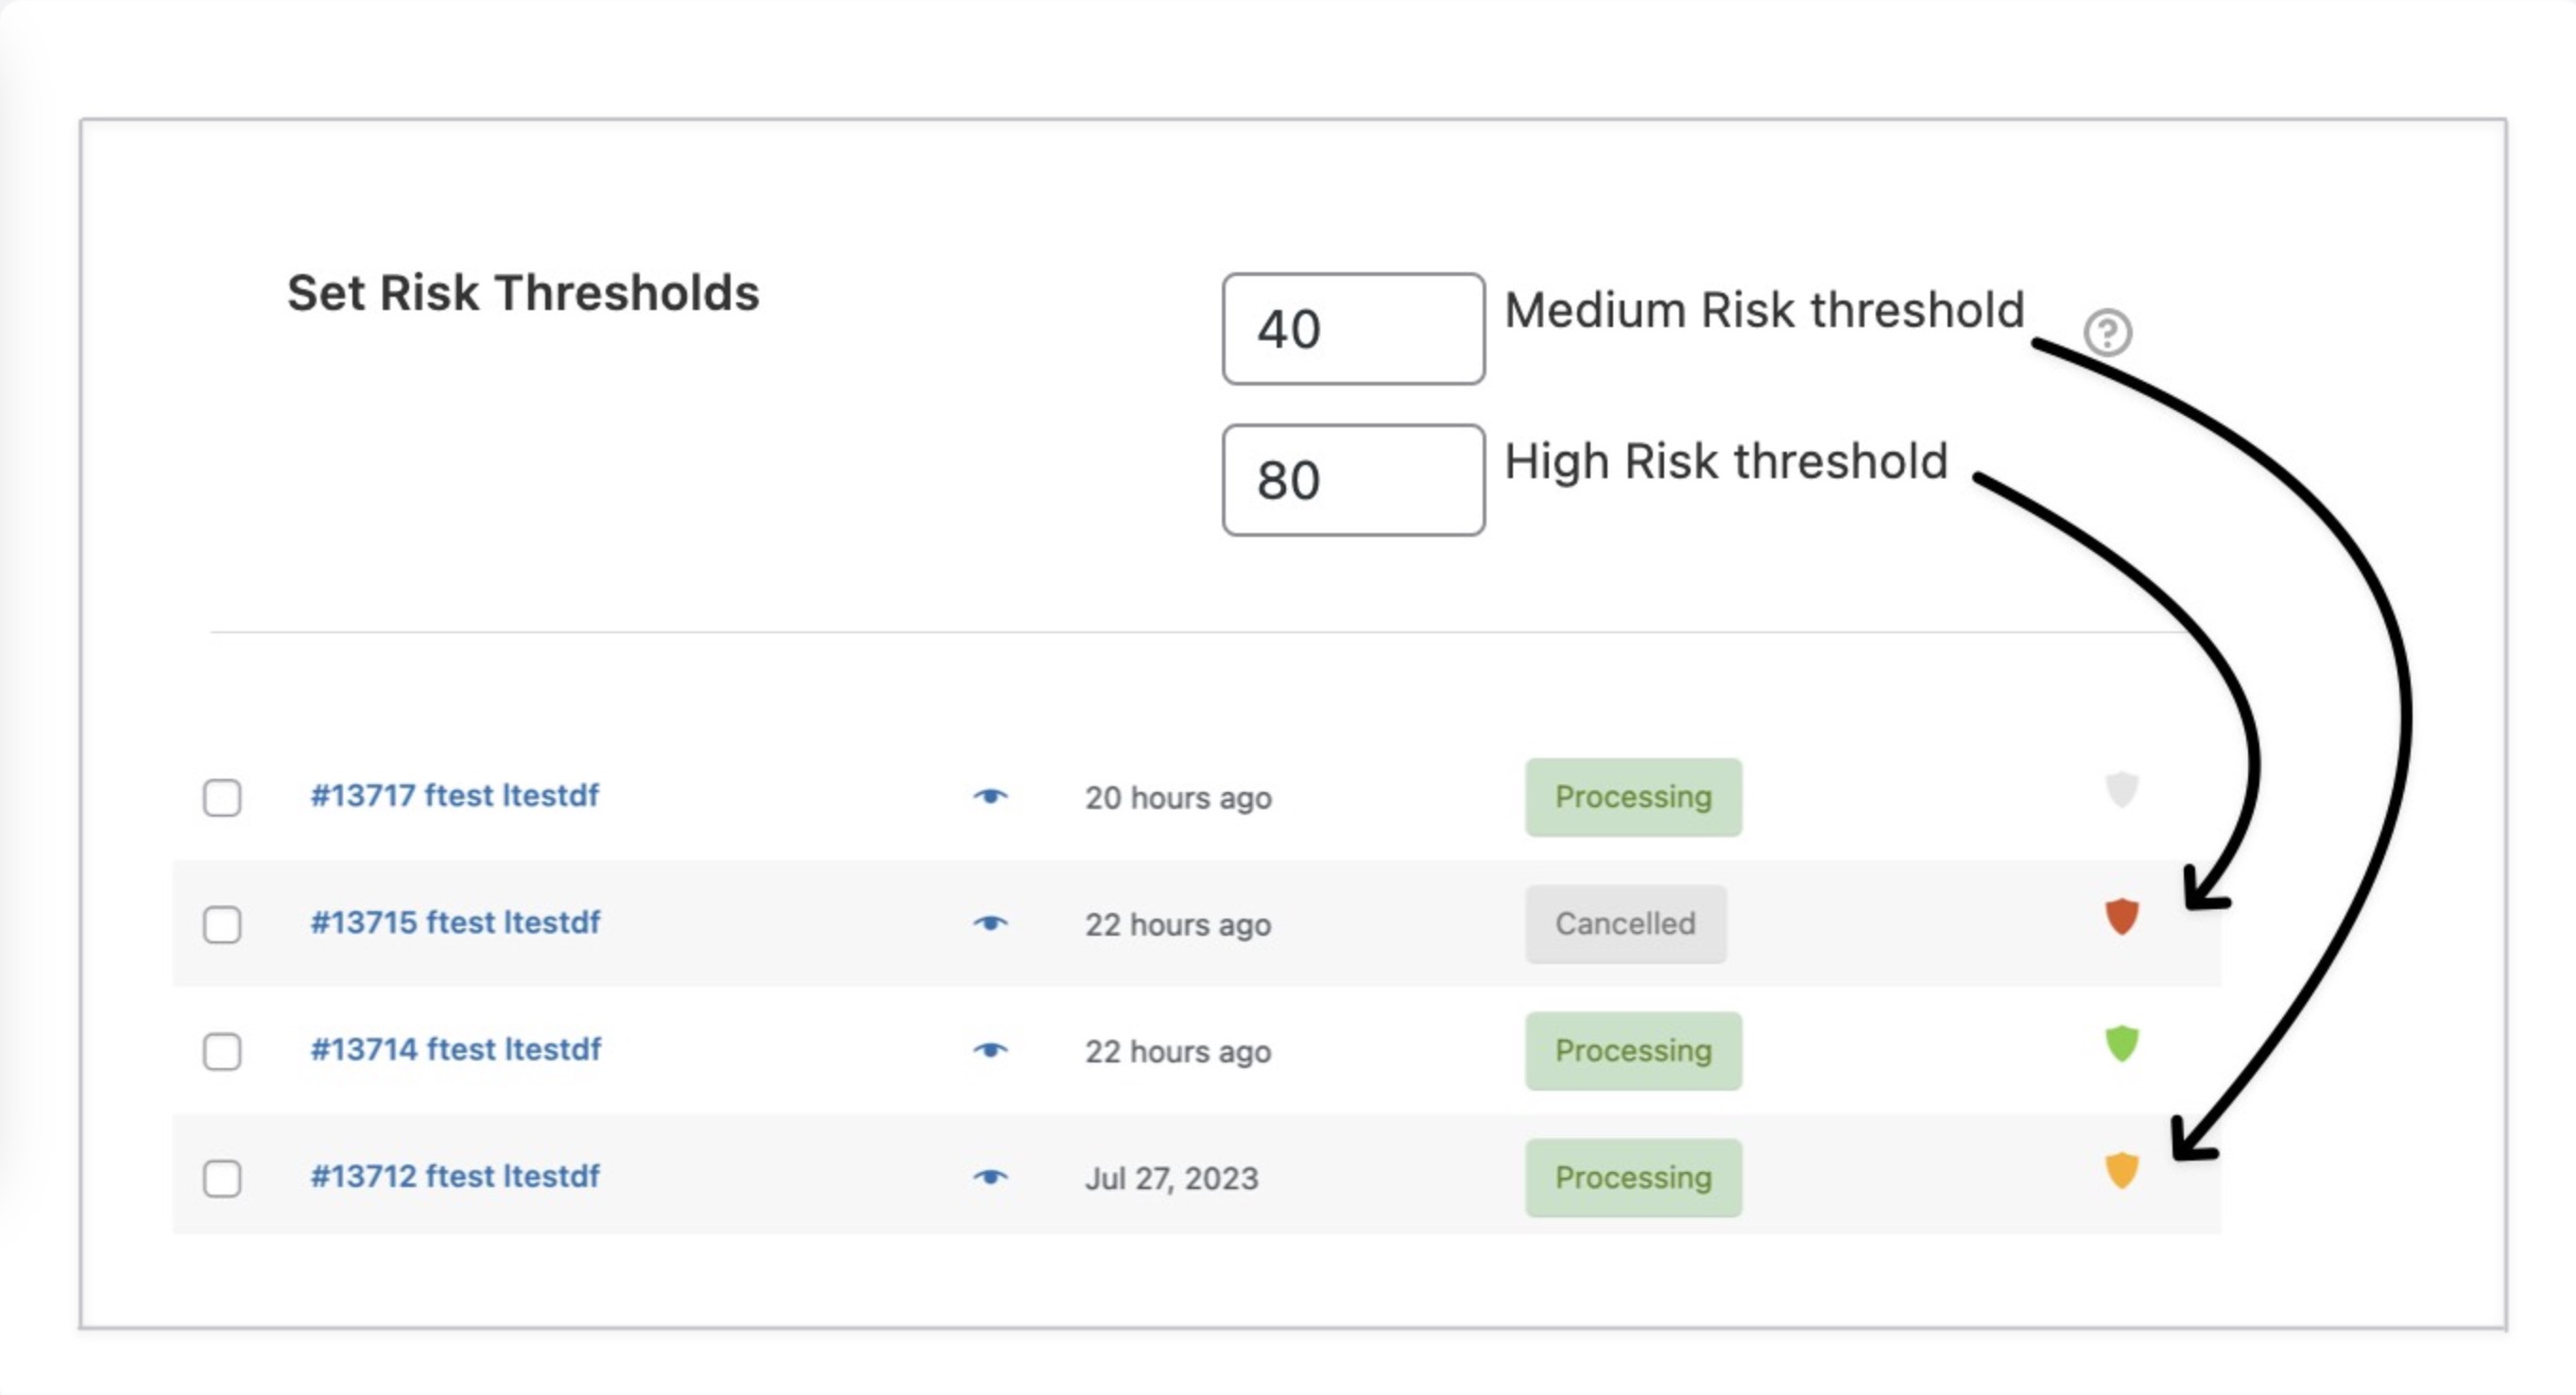 Set Risk Thresholds
40 Medium Risk threshold ?
80 High Risk threshold
#13717 ftest ltestdf 20 hours ago Processing
#13715 ftest ltestdf 22 hours ago Cancelled
#13714 ftest ltestdf 22 hours ago Processing
#13712 ftest ltestdf Jul 27, 2023 Processing